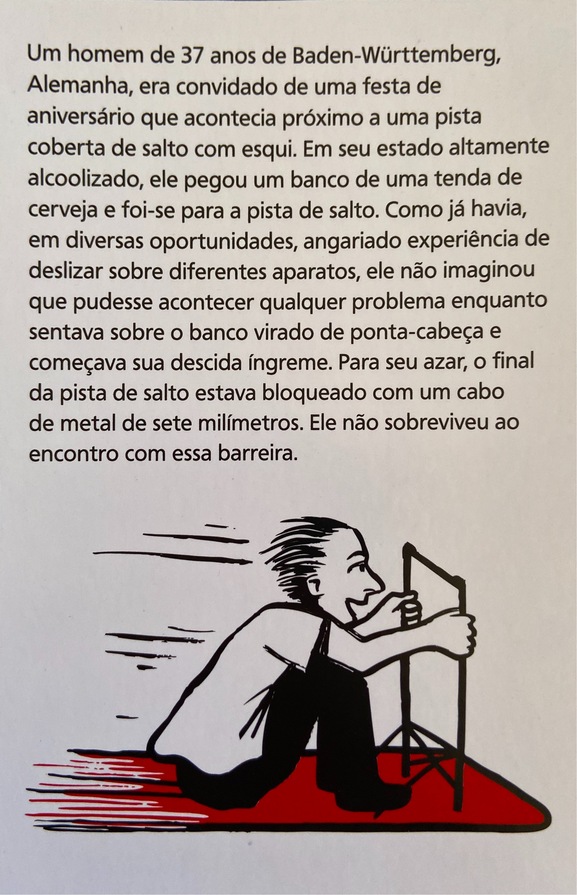 Um homem de 37 anos de Baden-Württemberg,
Alemanha, era convidado de uma festa de
aniversário que acontecia próximo a uma pista
coberta de salto com esqui. Em seu estado altamente
alcoolizado, ele pegou um banco de uma tenda de
cerveja e foi-se para a pista de salto. Como já havia,
em diversas oportunidades, angariado experiência de
deslizar sobre diferentes aparatos, ele não imaginou
que pudesse acontecer qualquer problema enquanto
sentava sobre o banco virado de ponta-cabeça e
começava sua descida íngreme. Para seu azar, o final
da pista de salto estava bloqueado com um cabo
de metal de sete milímetros. Ele não sobreviveu ao
encontro com essa barreira.